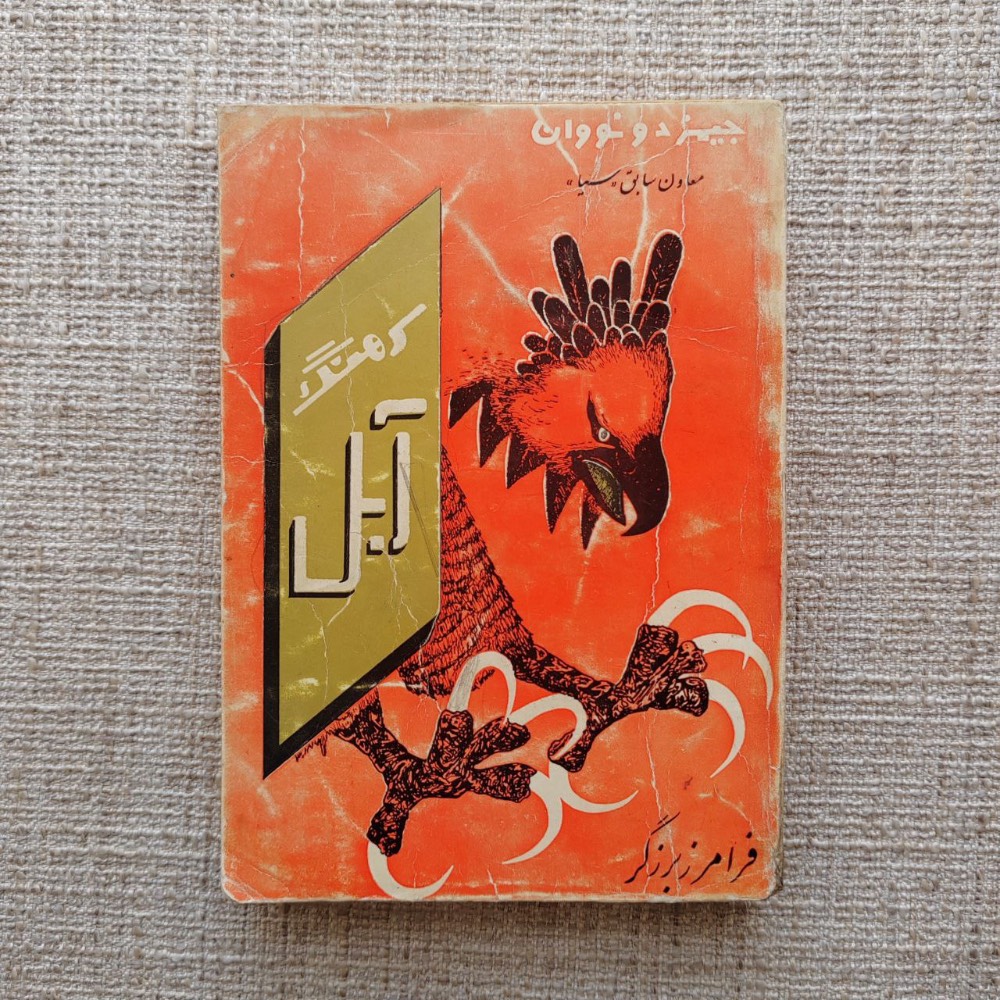 جیمز دونووان
معاون سابق «سیا»
سرهنگ
آبل
فرامرز برزگر